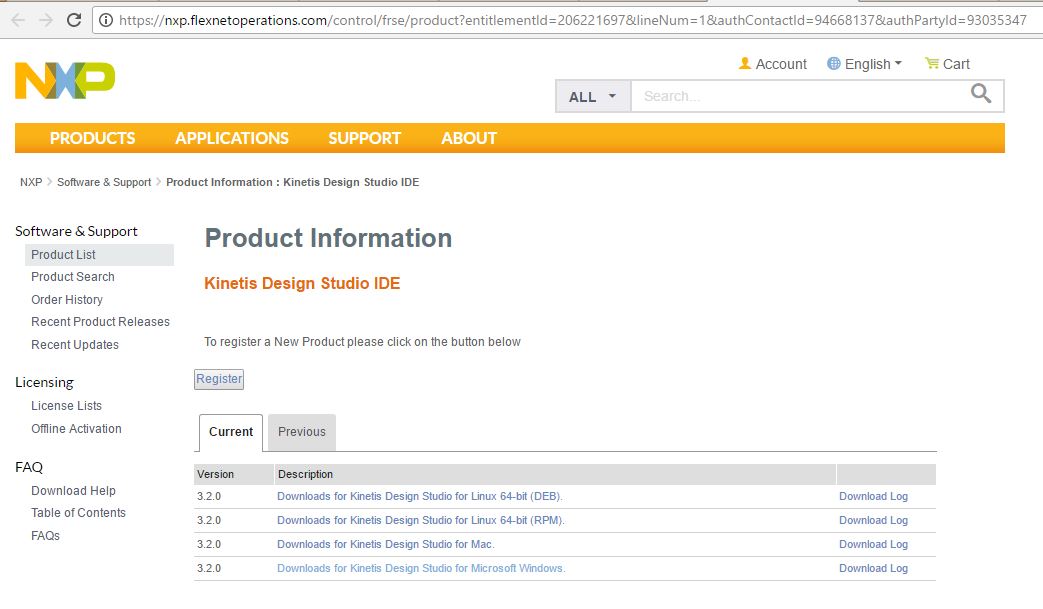 https://nxp.flexnetoperations.com/control/frse/product?entitlementId=206221697&lineNum=1&authContactId=94668137&authPartyId=93035347
NXP
Account English Cart
ALL Search...
PRODUCTS APPLICATIONS SUPPORT ABOUT
NXP > Software & Support > Product Information : Kinetis Design Studio IDE
Software & Support
Product List
Product Search
Order History
Recent Product Releases
Recent Updates
Licensing
License Lists
Offline Activation
FAQ
Download Help
Table of Contents
FAQs
Product Information
Kinetis Design Studio IDE
To register a New Product please click on the button below
Register
Current Previous
Version Description
3.2.0 Downloads for Kinetis Design Studio for Linux 64-bit (DEB). Download Log
3.2.0 Downloads for Kinetis Design Studio for Linux 64-bit (RPM). Download Log
3.2.0 Downloads for Kinetis Design Studio for Mac. Download Log
3.2.0 Downloads for Kinetis Design Studio for Microsoft Windows. Download Log